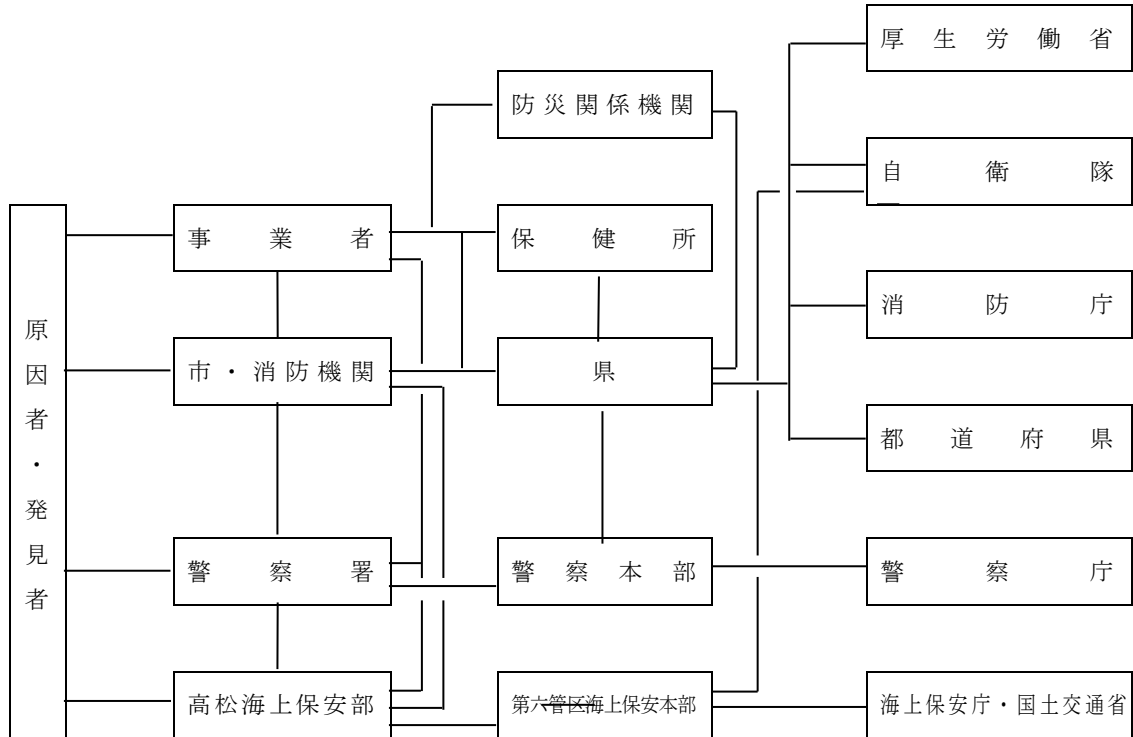 原因者・発見者
事業者
市・消防機関
警察署
高松海上保安部
防災関係機関
保健所
県
警察本部
第六管区海上保安本部
厚生労働省
自衛隊
消防庁
都道府県
警察庁
海上保安庁・国土交通省